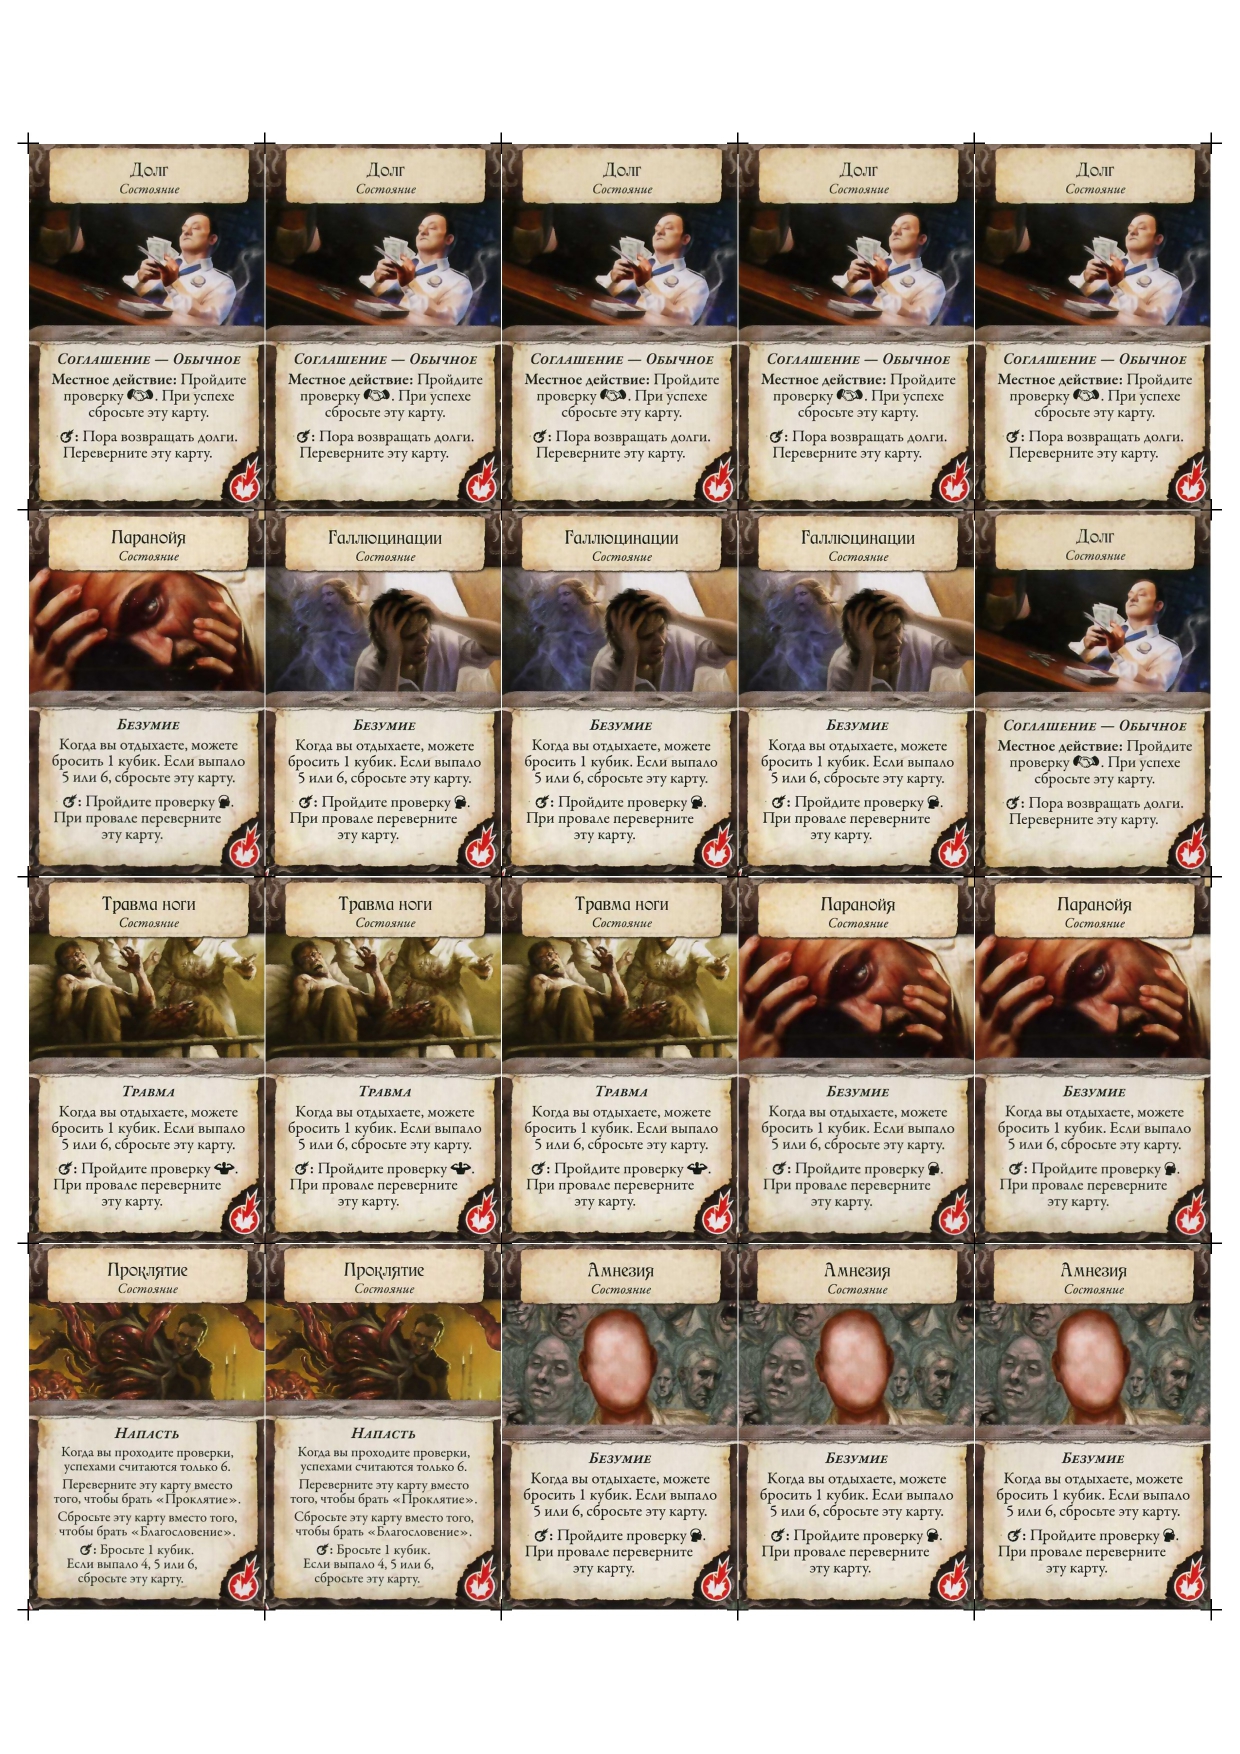 Долг
Состояние
Соглашение — Обычное
Местное действие: Пройдите
проверку . При успехе
сбросьте эту карту.
: Пора возвращать долги.
Переверните эту карту.
Долг
Состояние
Соглашение — Обычное
Местное действие: Пройдите
проверку . При успехе
сбросьте эту карту.
: Пора возвращать долги.
Переверните эту карту.
Долг
Состояние
Соглашение — Обычное
Местное действие: Пройдите
проверку . При успехе
сбросьте эту карту.
: Пора возвращать долги.
Переверните эту карту.
Долг
Состояние
Соглашение — Обычное
Местное действие: Пройдите
проверку . При успехе
сбросьте эту карту.
: Пора возвращать долги.
Переверните эту карту.
Долг
Состояние
Соглашение — Обычное
Местное действие: Пройдите
проверку . При успехе
сбросьте эту карту.
: Пора возвращать долги.
Переверните эту карту.
Паранойя
Состояние
Безумие
Когда вы отдыхаете, можете
бросить 1 кубик. Если выпало
5 или 6, сбросьте эту карту.
: Пройдите проверку .
При провале переверните
эту карту.
Галлюцинации
Состояние
Безумие
Когда вы отдыхаете, можете
бросить 1 кубик. Если выпало
5 или 6, сбросьте эту карту.
: Пройдите проверку .
При провале переверните
эту карту.
Галлюцинации
Состояние
Безумие
Когда вы отдыхаете, можете
бросить 1 кубик. Если выпало
5 или 6, сбросьте эту карту.
: Пройдите проверку .
При провале переверните
эту карту.
Галлюцинации
Состояние
Безумие
Когда вы отдыхаете, можете
бросить 1 кубик. Если выпало
5 или 6, сбросьте эту карту.
: Пройдите проверку .
При провале переверните
эту карту.
Долг
Состояние
Соглашение — Обычное
Местное действие: Пройдите
проверку . При успехе
сбросьте эту карту.
: Пора возвращать долги.
Переверните эту карту.
Травма ноги
Состояние
Травма
Когда вы отдыхаете, можете
бросить 1 кубик. Если выпало
5 или 6, сбросьте эту карту.
: Пройдите проверку .
При провале переверните
эту карту.
Травма ноги
Состояние
Травма
Когда вы отдыхаете, можете
бросить 1 кубик. Если выпало
5 или 6, сбросьте эту карту.
: Пройдите проверку .
При провале переверните
эту карту.
Травма ноги
Состояние
Травма
Когда вы отдыхаете, можете
бросить 1 кубик. Если выпало
5 или 6, сбросьте эту карту.
: Пройдите проверку .
При провале переверните
эту карту.
Паранойя
Состояние
Безумие
Когда вы отдыхаете, можете
бросить 1 кубик. Если выпало
5 или 6, сбросьте эту карту.
: Пройдите проверку .
При провале переверните
эту карту.
Паранойя
Состояние
Безумие
Когда вы отдыхаете, можете
бросить 1 кубик. Если выпало
5 или 6, сбросьте эту карту.
: Пройдите проверку .
При провале переверните
эту карту.
Проклятие
Состояние
Напасть
Когда вы проходите проверки,
успехами считаются только 6.
Переверните эту карту вместо
того, чтобы брать «Проклятие».
Сбросьте эту карту вместо того,
чтобы брать «Благословение».
: Бросьте 1 кубик.
Если выпало 4, 5 или 6,
сбросьте эту карту.
Проклятие
Состояние
Напасть
Когда вы проходите проверки,
успехами считаются только 6.
Переверните эту карту вместо
того, чтобы брать «Проклятие».
Сбросьте эту карту вместо того,
чтобы брать «Благословение».
: Бросьте 1 кубик.
Если выпало 4, 5 или 6,
сбросьте эту карту.
Амнезия
Состояние
Безумие
Когда вы отдыхаете, можете
бросить 1 кубик. Если выпало
5 или 6, сбросьте эту карту.
: Пройдите проверку .
При провале переверните
эту карту.
Амнезия
Состояние
Безумие
Когда вы отдыхаете, можете
бросить 1 кубик. Если выпало
5 или 6, сбросьте эту карту.
: Пройдите проверку .
При провале переверните
эту карту.
Амнезия
Состояние
Безумие
Когда вы отдыхаете, можете
бросить 1 кубик. Если выпало
5 или 6, сбросьте эту карту.
: Пройдите проверку .
При провале переверните
эту карту.